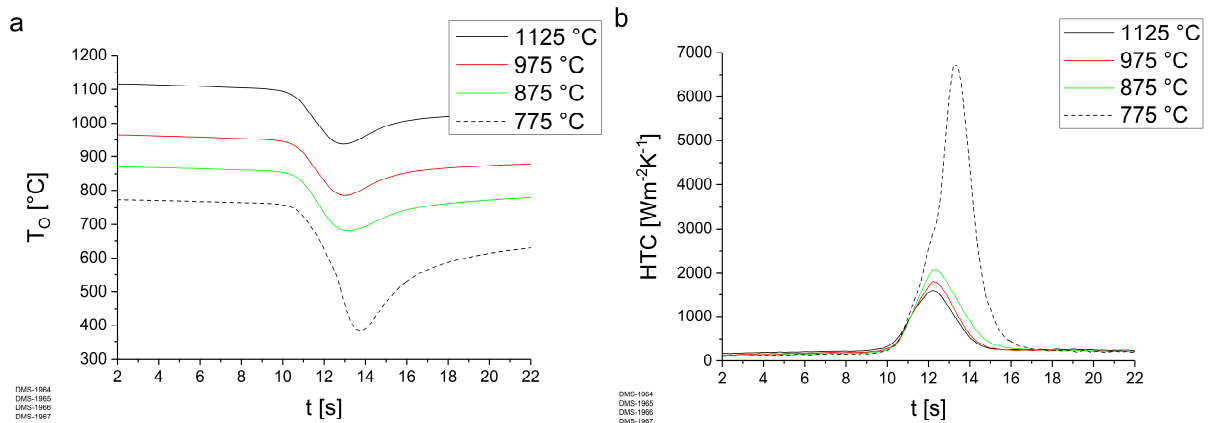 a
1125 °C
975 °C
875 °C
775 °C
1200
1100
1000
900
800
700
600
500
400
300
T_O [°C]
2 4 6 8 10 12 14 16 18 20 22
t [s]
DMS-1964
DMS-1965
DMS-1966
DMS-1967
b
1125 °C
975 °C
875 °C
775 °C
7000
6000
5000
4000
3000
2000
1000
0
HTC [Wm⁻²K⁻¹]
2 4 6 8 10 12 14 16 18 20 22
t [s]
DMS-1964
DMS-1965
DMS-1966
DMS-1967